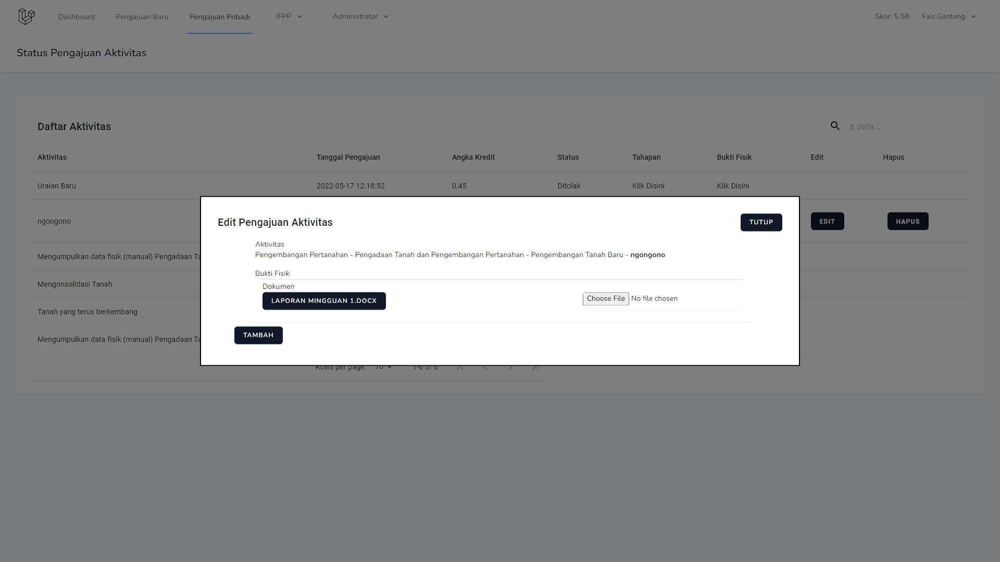 Dashboard Pengajuan Baru Pengajuan Pribadi JFPP Administrator Skor: 5.58 Fais Ganteng
Status Pengajuan Aktivitas
Daftar Aktivitas 6 data...
Aktivitas Tanggal Pengajuan Angka Kredit Status Tahapan Bukti Fisik Edit Hapus
Uraian Baru 2022-05-17 12:18:52 0.45 Ditolak Klik Disini Klik Disini
ngongono EDIT HAPUS
Mengumpulkan data fisik (manual) Pengadaan
Mengonsolidasi Tanah
Tanah yang terus berkembang
Mengumpulkan data fisik (manual) Pengadaan
Edit Pengajuan Aktivitas TUTUP
Aktivitas
Pengembangan Pertanahan - Pengadaan Tanah dan Pengembangan Pertanahan - Pengembangan Tanah Baru - ngongono
Bukti Fisik
Dokumen
LAPORAN MINGGUAN 1.DOCX Choose File No file chosen
TAMBAH
Rows per page: 10 1-6 of 6